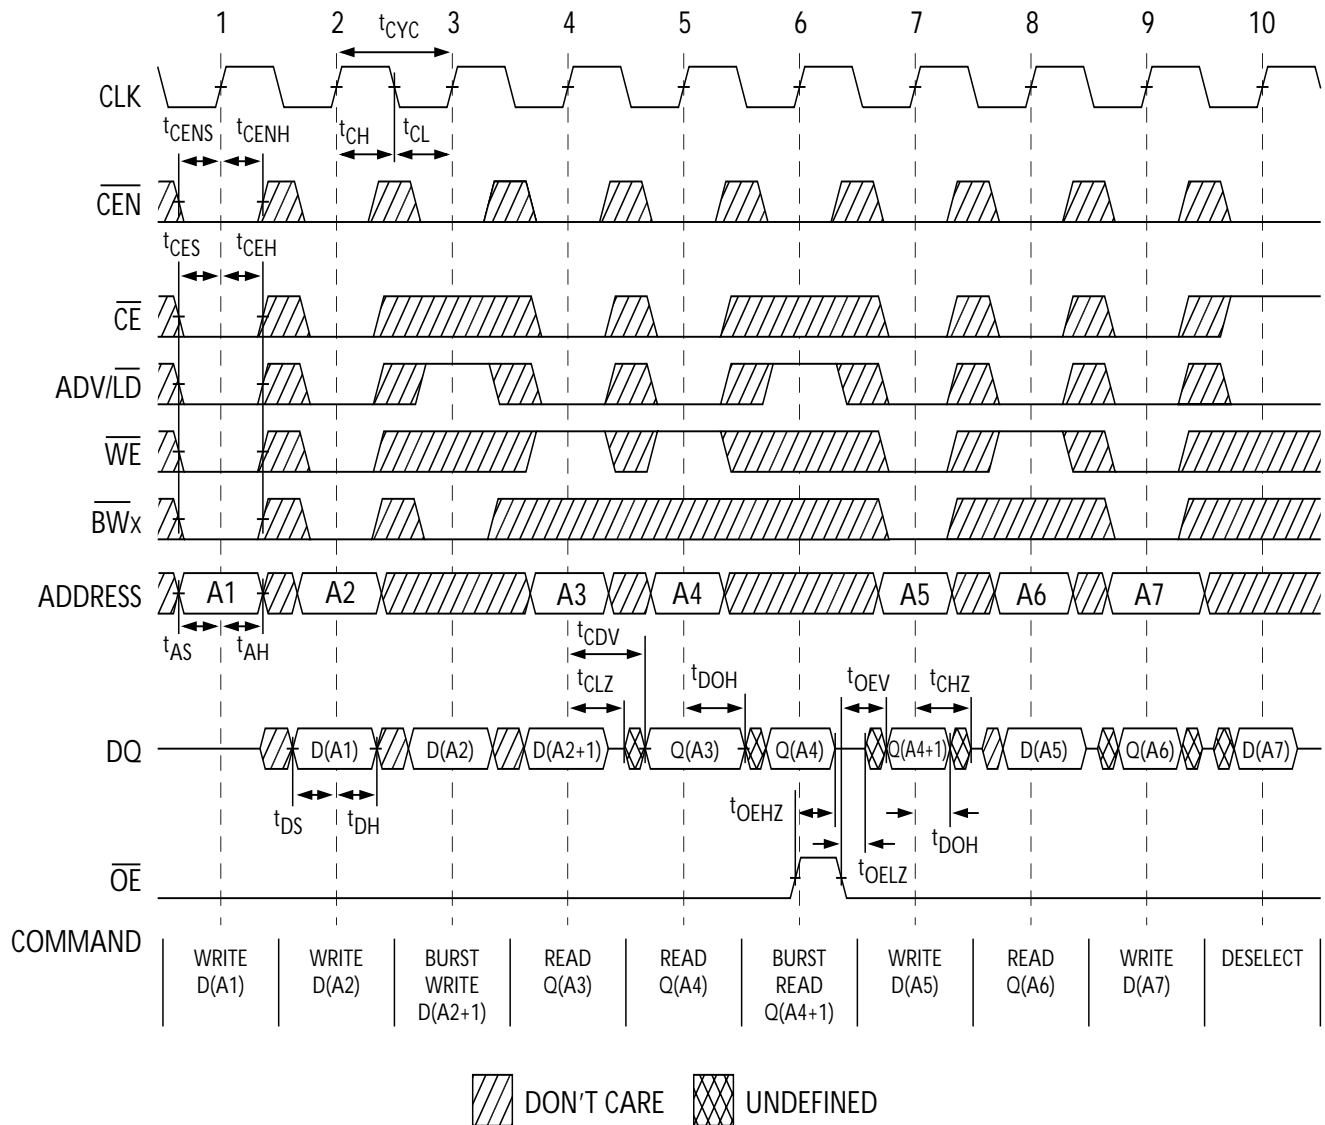 1 2 3 4 5 6 7 8 9 10
tCYC
CLK
tCENS tCENH tCH tCL
CEN
tCES tCEH
CE
ADV/LD
WE
BWx
ADDRESS A1 A2 A3 A4 A5 A6 A7
tAS tAH tCDV
tCLZ tDOH tOEV tCHZ
DQ D(A1) D(A2) D(A2+1) Q(A3) Q(A4) Q(A4+1) D(A5) Q(A6) D(A7)
tDS tDH tOEHZ tDOH
tOELZ
OE
COMMAND
WRITE WRITE BURST READ READ BURST WRITE READ WRITE DESELECT
D(A1) D(A2) WRITE Q(A3) Q(A4) READ D(A5) Q(A6) D(A7)
D(A2+1) Q(A4+1)
DON'T CARE UNDEFINED